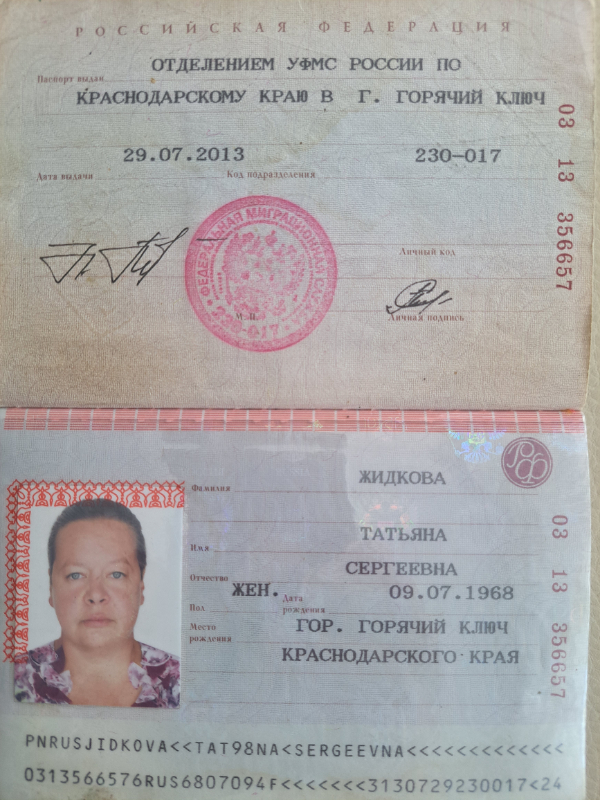 РОССИЙСКАЯ ФЕДЕРАЦИЯ
Паспорт выдан ОТДЕЛЕНИЕМ УФМС РОССИИ ПО
КРАСНОДАРСКОМУ КРАЮ В Г. ГОРЯЧИЙ КЛЮЧ
Дата выдачи 29.07.2013 Код подразделения 230-017
03 13 356657
ФЕДЕРАЛЬНАЯ МИГРАЦИОННАЯ
230-017
М. П.
Личный код
Личная подпись
РФ
Фамилия ЖИДКОВА
Имя ТАТЬЯНА
Отчество СЕРГЕЕВНА
Пол ЖЕН. Дата рождения 09.07.1968
Место рождения ГОР. ГОРЯЧИЙ КЛЮЧ
КРАСНОДАРСКОГО КРАЯ
03 13 356657
PNRUSJIDKOVA<<TAT98NA<SERGEEVNA<<<<<<<<<<<<<
0313566576RUS6807094F<<<<<<<3130729230017<24